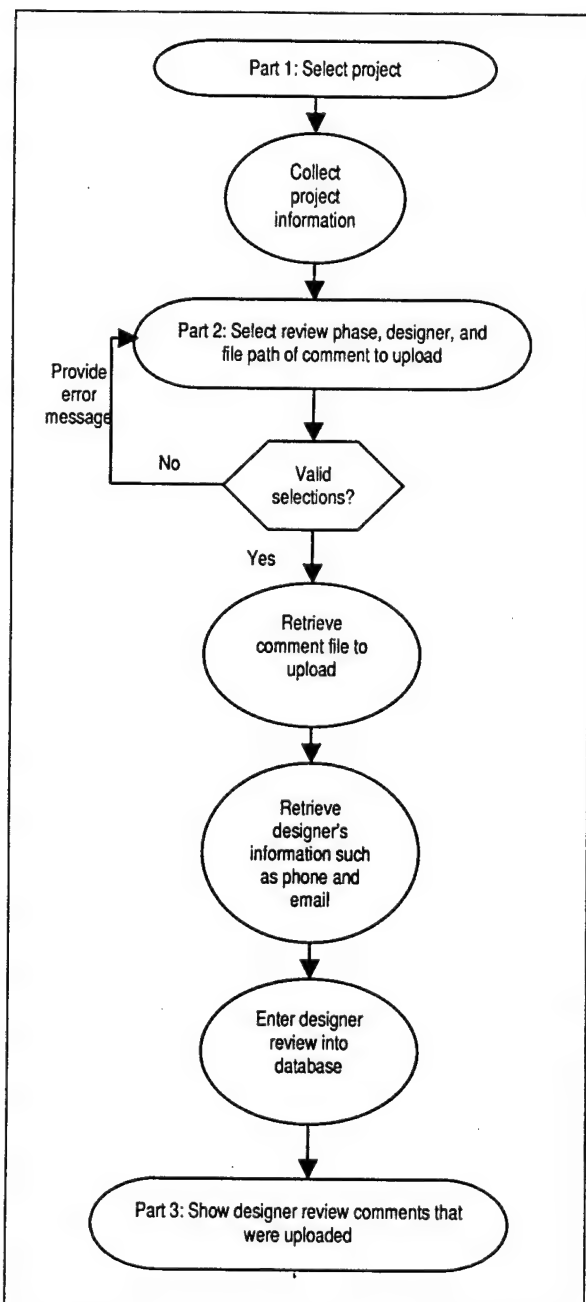 Part 1: Select project
Collect
project
information
Part 2: Select review phase, designer, and
file path of comment to upload
Provide
error
message
No
Valid
selections?
Yes
Retrieve
comment file to
upload
Retrieve
designer's
information such
as phone and
email
Enter designer
review into
database
Part 3: Show designer review comments that
were uploaded